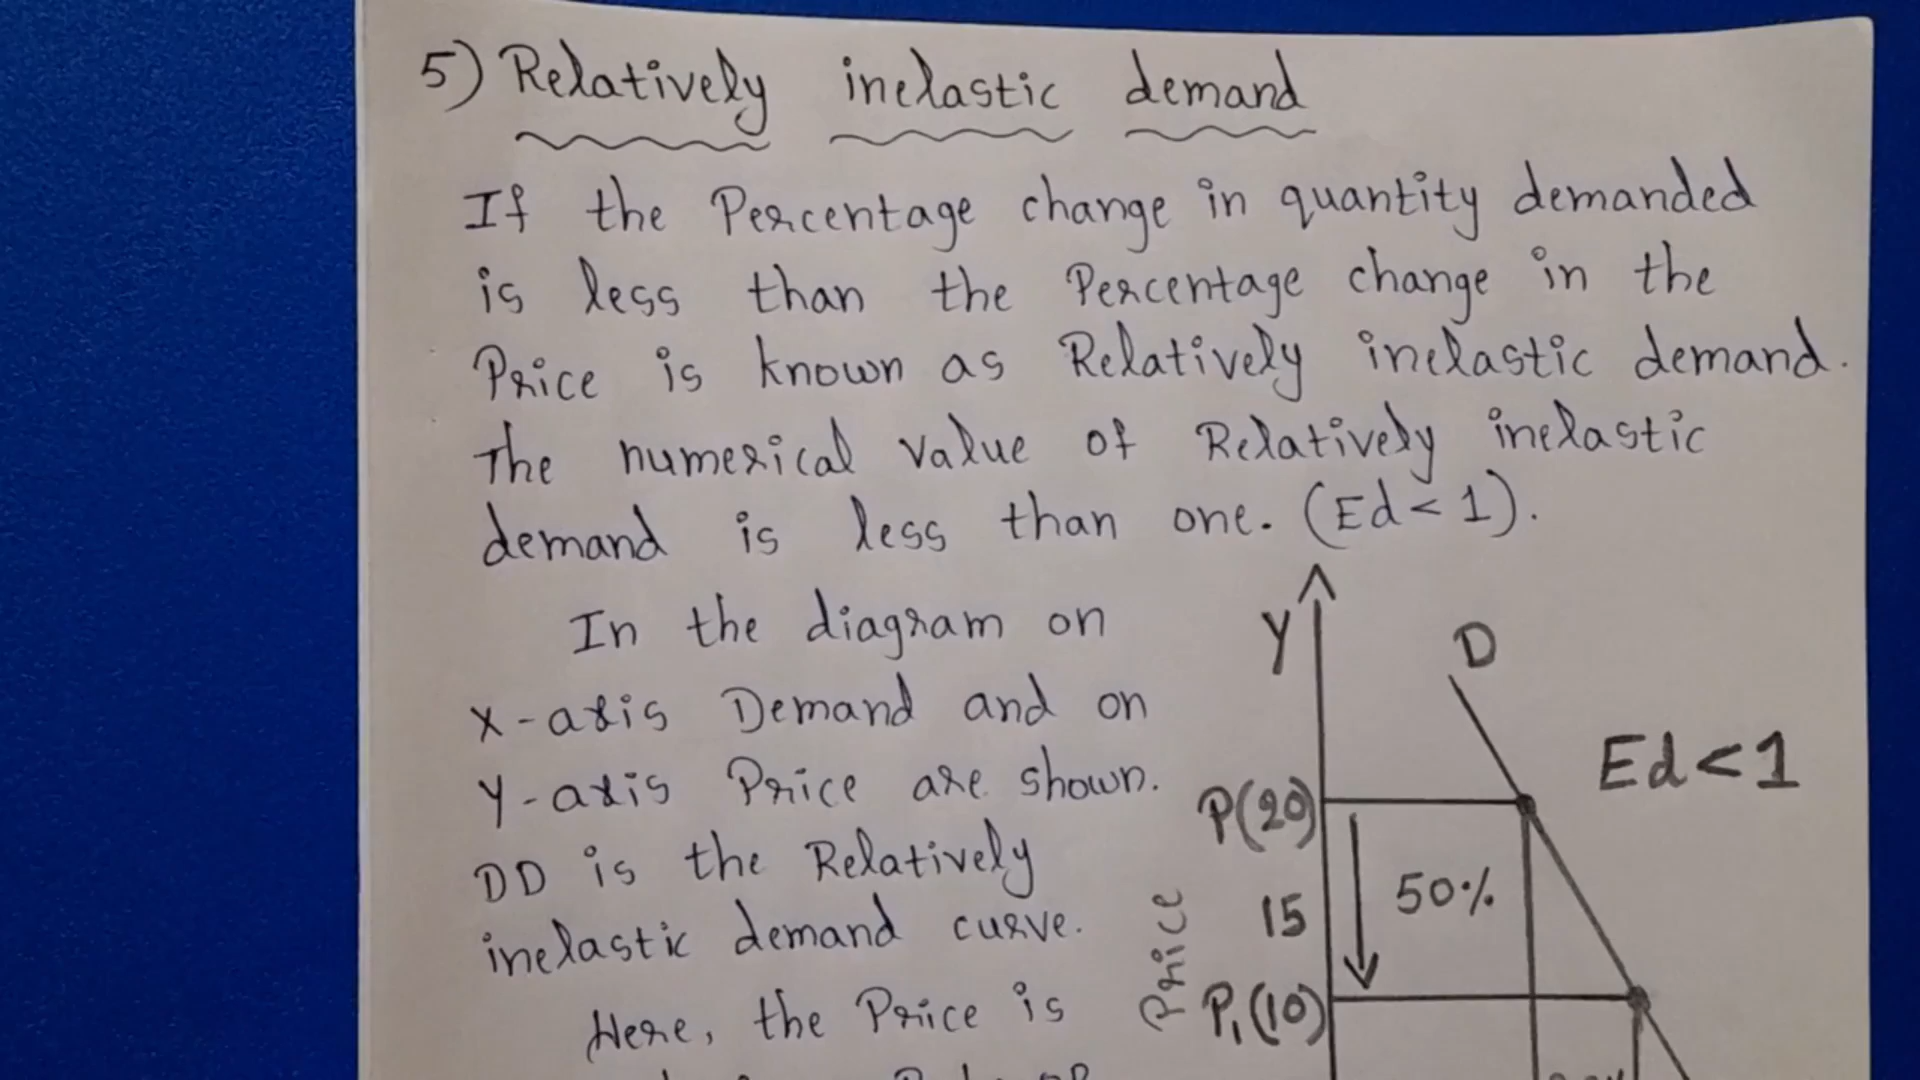 5) Relatively inelastic demand
If the Percentage change in quantity demanded
is less than the Percentage change in the
Price is known as Relatively inelastic demand.
The numerical value of Relatively inelastic
demand is less than one. (Ed < 1).
In the diagram on
X-axis Demand and on
Y-axis Price are shown.
DD is the Relatively
inelastic demand curve.
Here, the Price is
Y
D
Ed < 1
P(20)
50%
15
Price
P1(10)